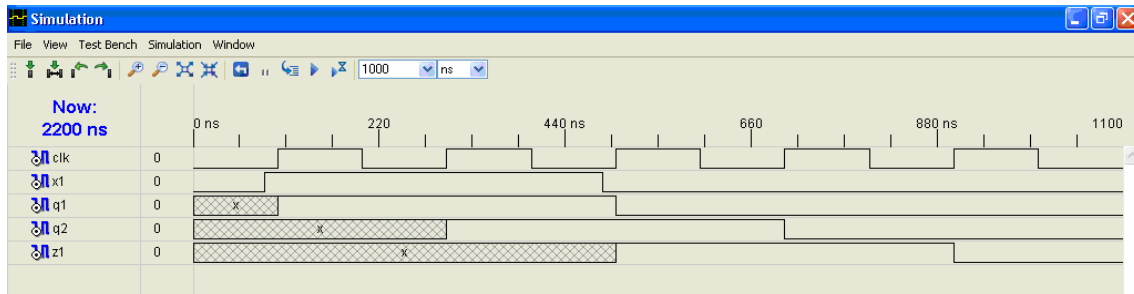 Simulation
File View Test Bench Simulation Window
1000 ns
Now:
2200 ns
0 ns 220 440 ns 660 880 ns 1100
clk 0
x1 0
q1 0 x
q2 0 x
z1 0 x